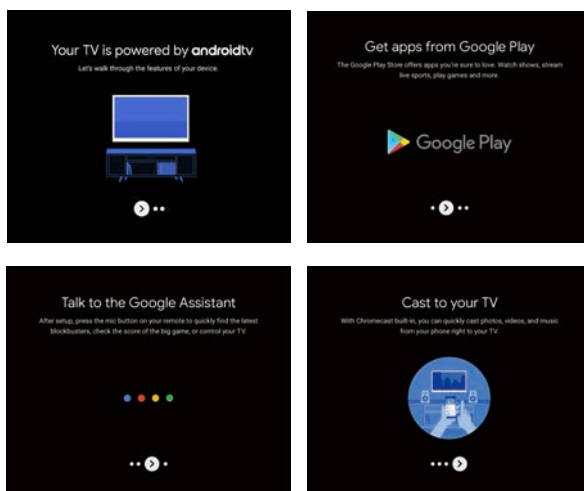 Your TV is powered by androidtv
Let's walk through the features of your device.
Get apps from Google Play
The Google Play Store offers apps you're sure to love. Watch shows, stream
live sports, play games and more.
Google Play
Talk to the Google Assistant
After setup, press the mic button on your remote to quickly find the latest
blockbusters, check the score of the big game, or control your TV.
Cast to your TV
With Chromecast built-in, you can quickly cast photos, videos, and music
from your phone right to your TV.